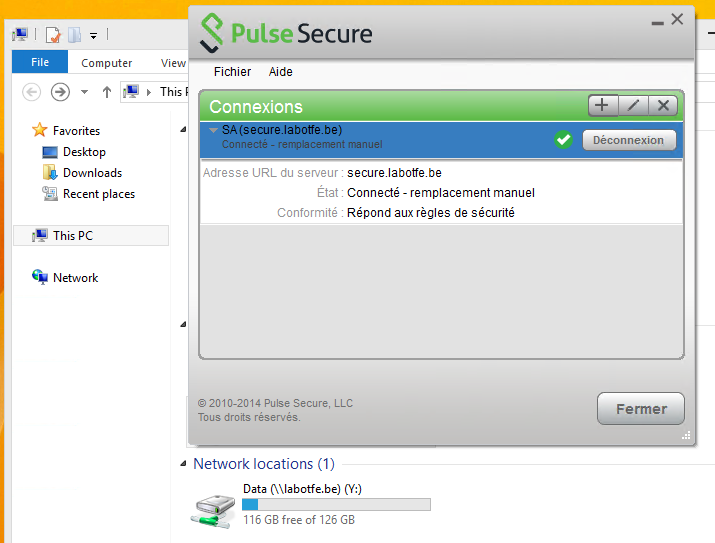 Pulse Secure
File
Computer
View
Fichier
Aide
This
Connexions
SA (secure.labotfe.be)
Connecté - remplacement manuel
Déconnexion
Adresse URL du serveur : secure.labotfe.be
État : Connecté - remplacement manuel
Conformité : Répond aux règles de sécurité
Favorites
Desktop
Downloads
Recent places
This PC
Network
© 2010-2014 Pulse Secure, LLC
Tous droits réservés.
Fermer
Network locations (1)
Data (\\labotfe.be) (Y:)
116 GB free of 126 GB